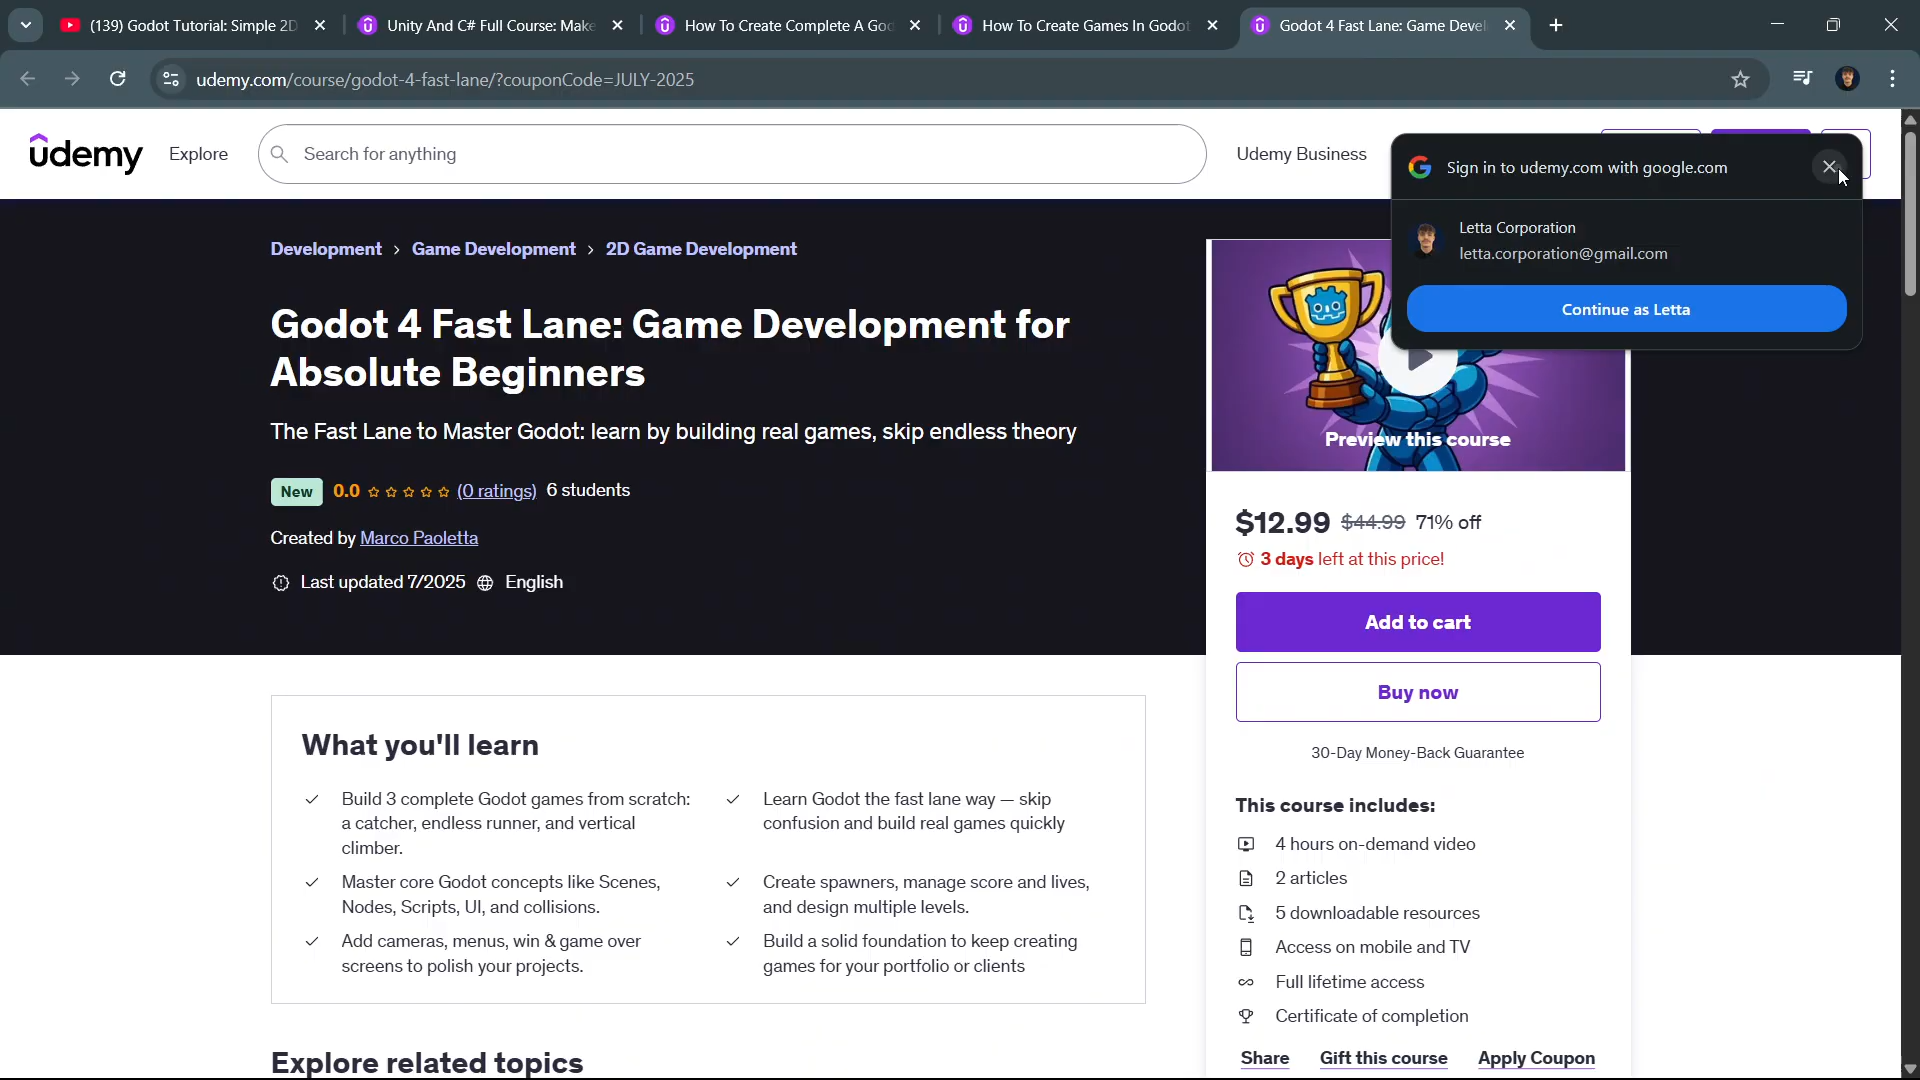 (139) Godot Tutorial: Simple 2D
Unity And C# Full Course: Make
How To Create Complete A God
How To Create Games In Godot
Godot 4 Fast Lane: Game Devel
udemy.com/course/godot-4-fast-lane/?couponCode=JULY-2025
udemy
Explore
Search for anything
Udemy Business
Sign in to udemy.com with google.com
Letta Corporation
letta.corporation@gmail.com
Continue as Letta
Development › Game Development › 2D Game Development
Godot 4 Fast Lane: Game Development for
Absolute Beginners
The Fast Lane to Master Godot: learn by building real games, skip endless theory
New 0.0 (0 ratings) 6 students
Created by Marco Paoletta
Last updated 7/2025 English
Preview this course
$12.99 $44.99 71% off
3 days left at this price!
Add to cart
Buy now
30-Day Money-Back Guarantee
This course includes:
4 hours on-demand video
2 articles
5 downloadable resources
Access on mobile and TV
Full lifetime access
Certificate of completion
Share Gift this course Apply Coupon
What you'll learn
Build 3 complete Godot games from scratch:
a catcher, endless runner, and vertical
climber.
Learn Godot the fast lane way — skip
confusion and build real games quickly
Master core Godot concepts like Scenes,
Nodes, Scripts, UI, and collisions.
Create spawners, manage score and lives,
and design multiple levels.
Add cameras, menus, win & game over
screens to polish your projects.
Build a solid foundation to keep creating
games for your portfolio or clients
Explore related topics